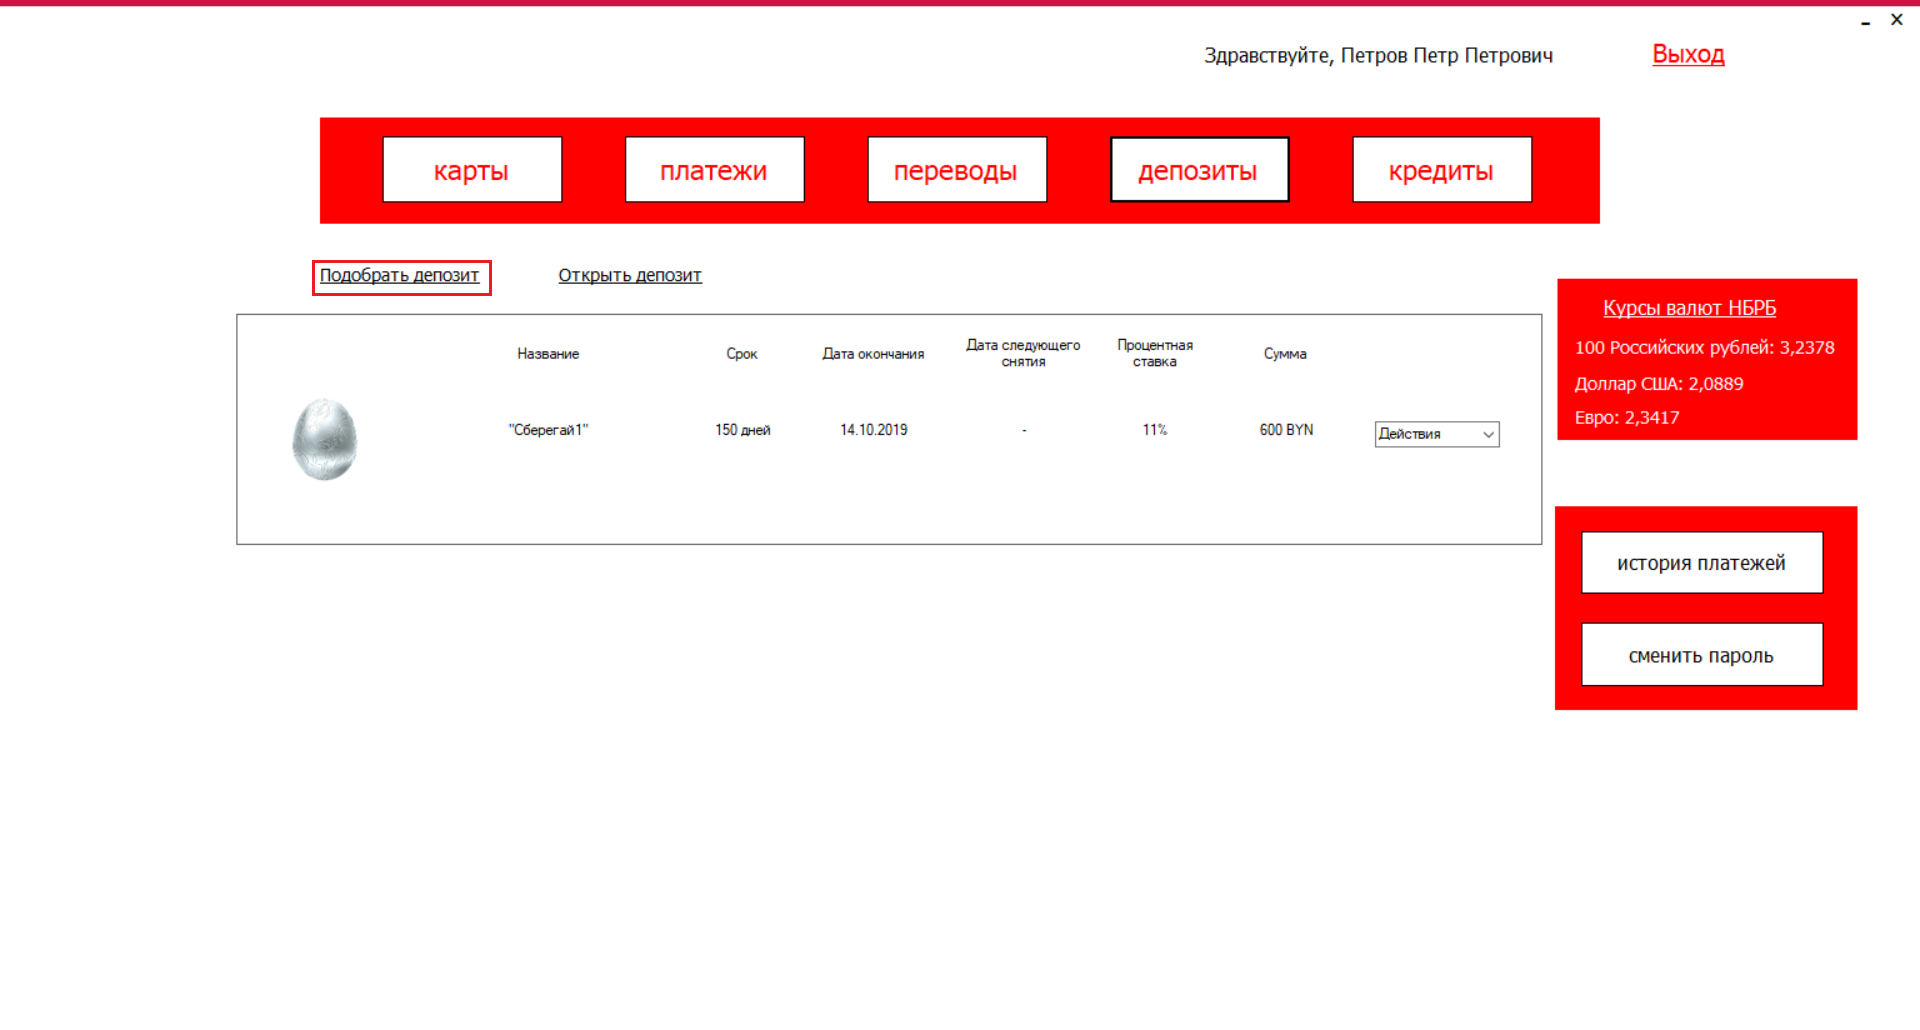 Здравствуйте, Петров Петр Петрович
Выход
карты
платежи
переводы
депозиты
кредиты
Подобрать депозит
Открыть депозит
Название
Срок
Дата окончания
Дата следующего
снятия
Процентная
ставка
Сумма
"Сберегай1"
150 дней
14.10.2019
-
11%
600 BYN
Действия
Курсы валют НБРБ
100 Российских рублей: 3,2378
Доллар США: 2,0889
Евро: 2,3417
история платежей
сменить пароль